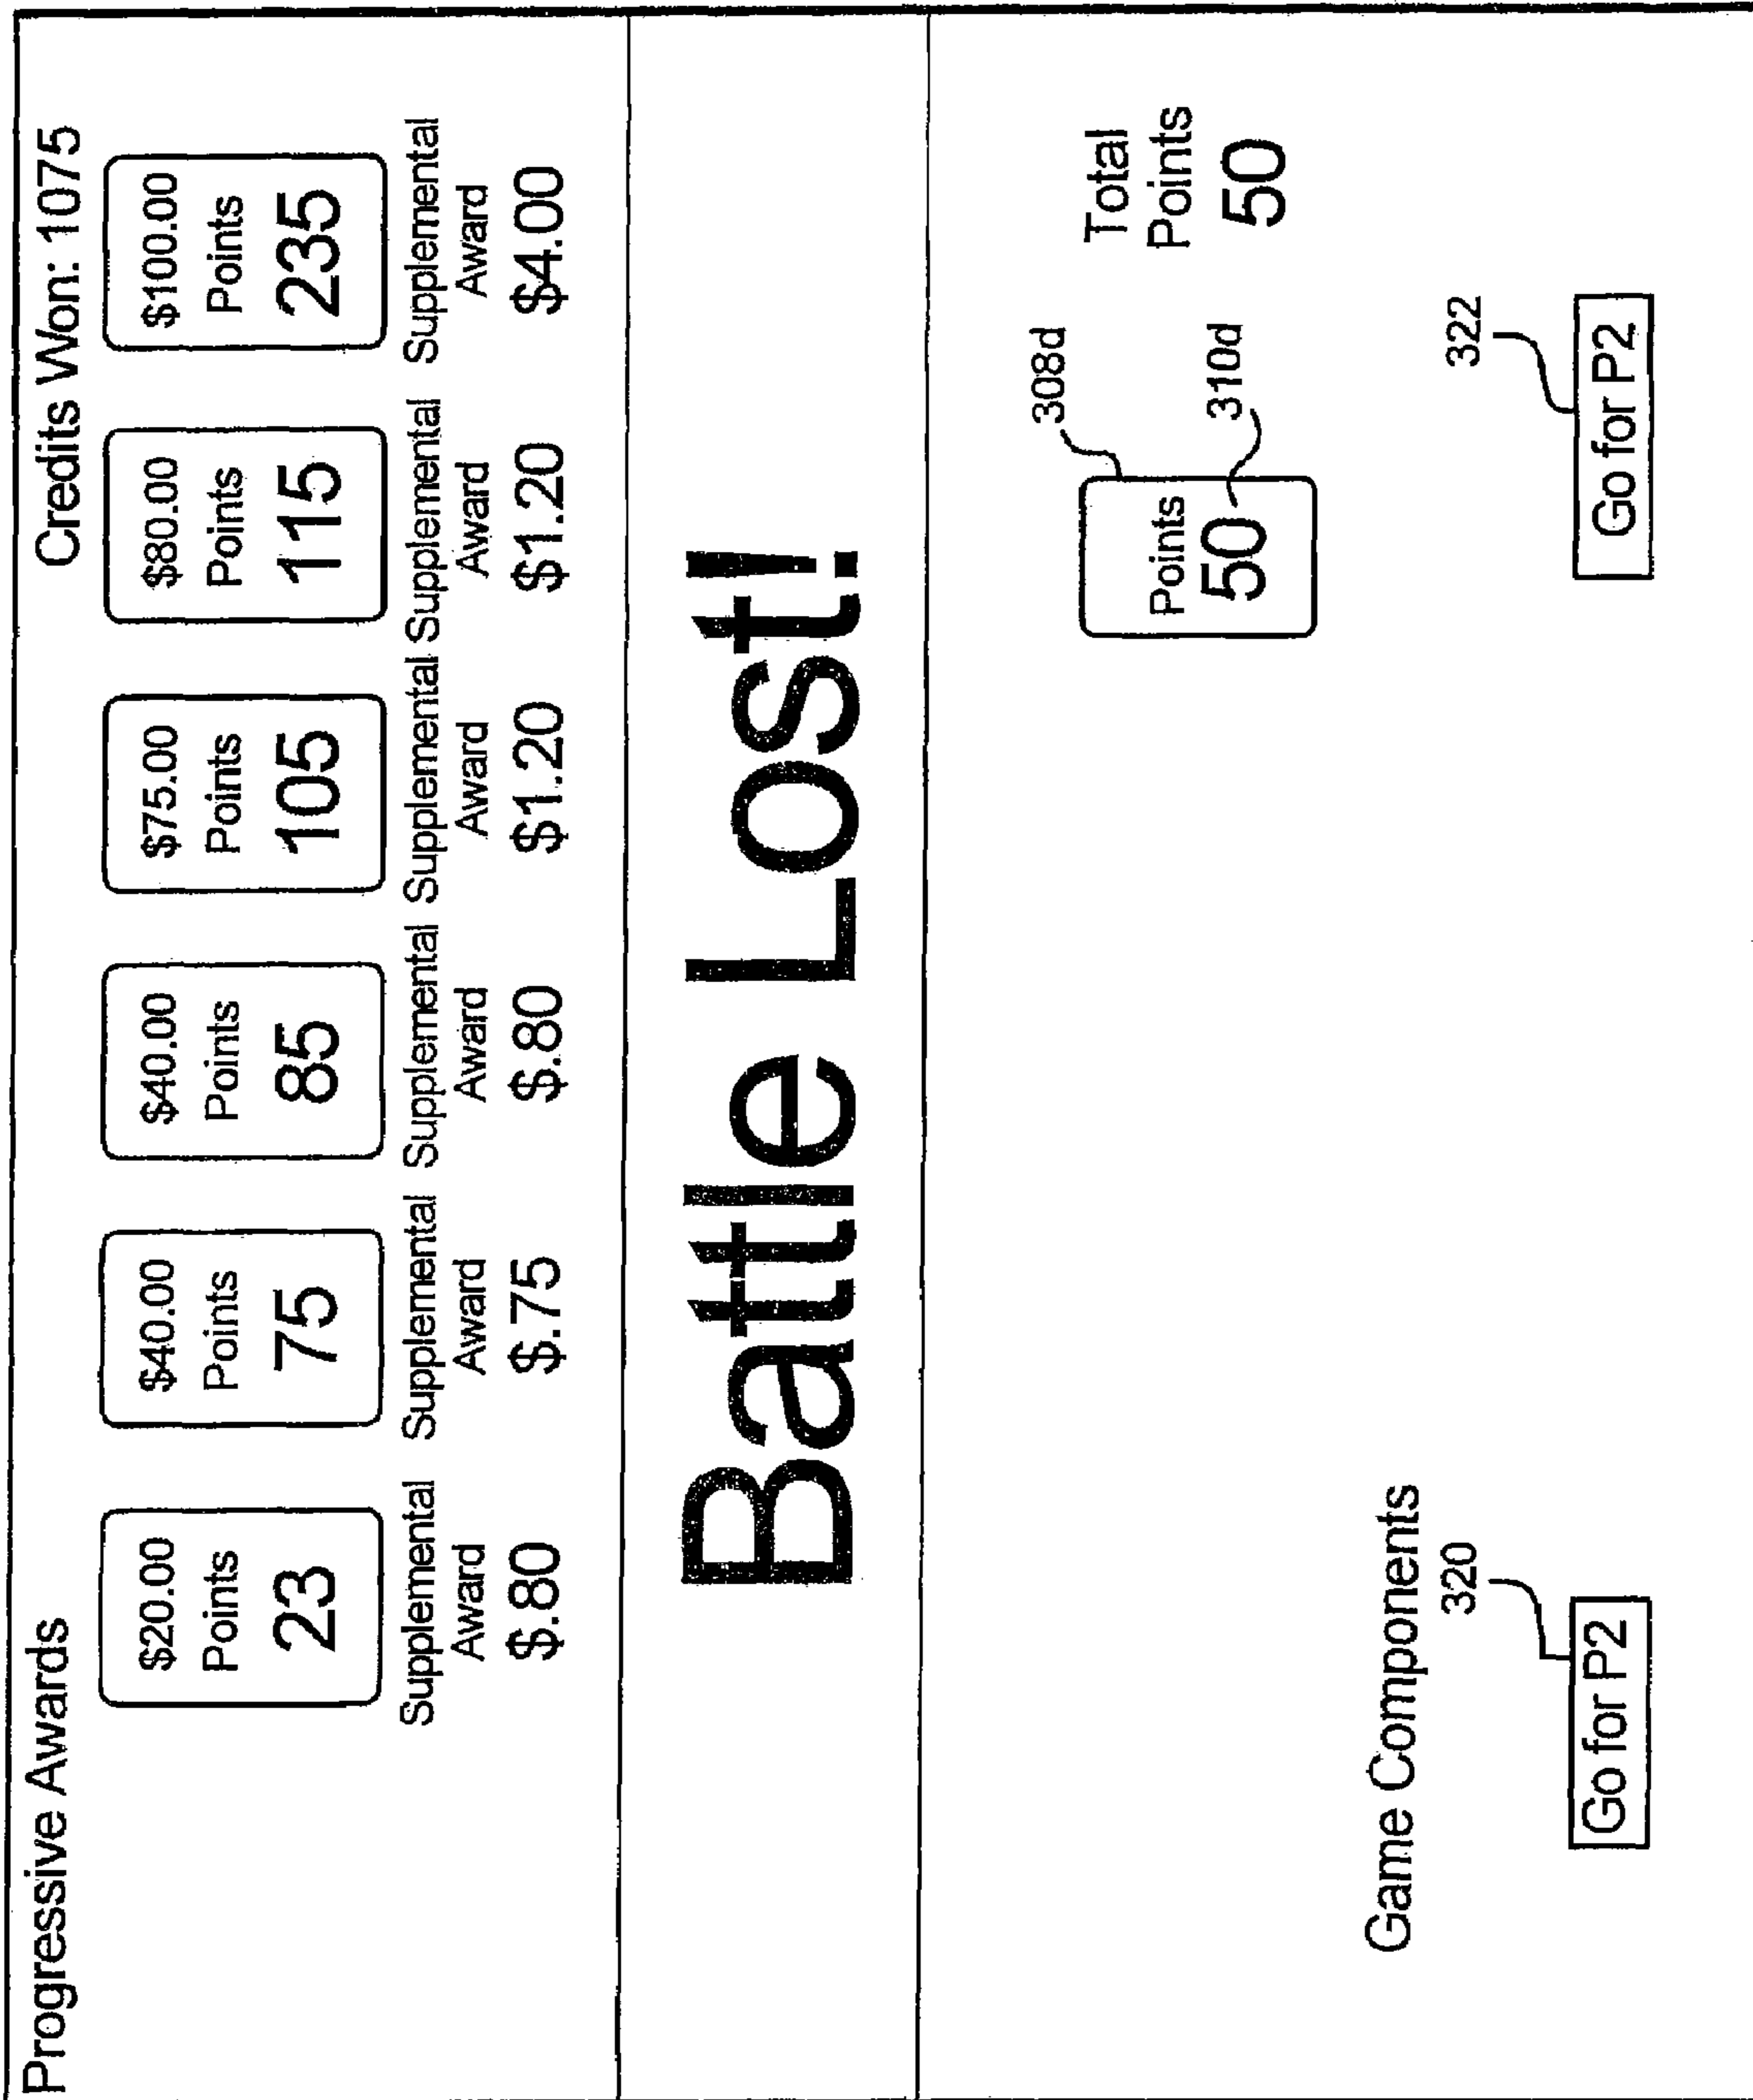 Progressive Awards Credits Won: 1075
$20.00 $40.00 $40.00 $75.00 $80.00 $100.00
Points Points Points Points Points Points
23 75 85 105 115 235
Supplemental Supplemental Supplemental Supplemental Supplemental Supplemental
Award Award Award Award Award Award
$.80 $.75 $.80 $1.20 $1.20 $4.00
Battle Lost!
308d
Total
Points Points
50 310d 50
Game Components
320 322
Go for P2 Go for P2